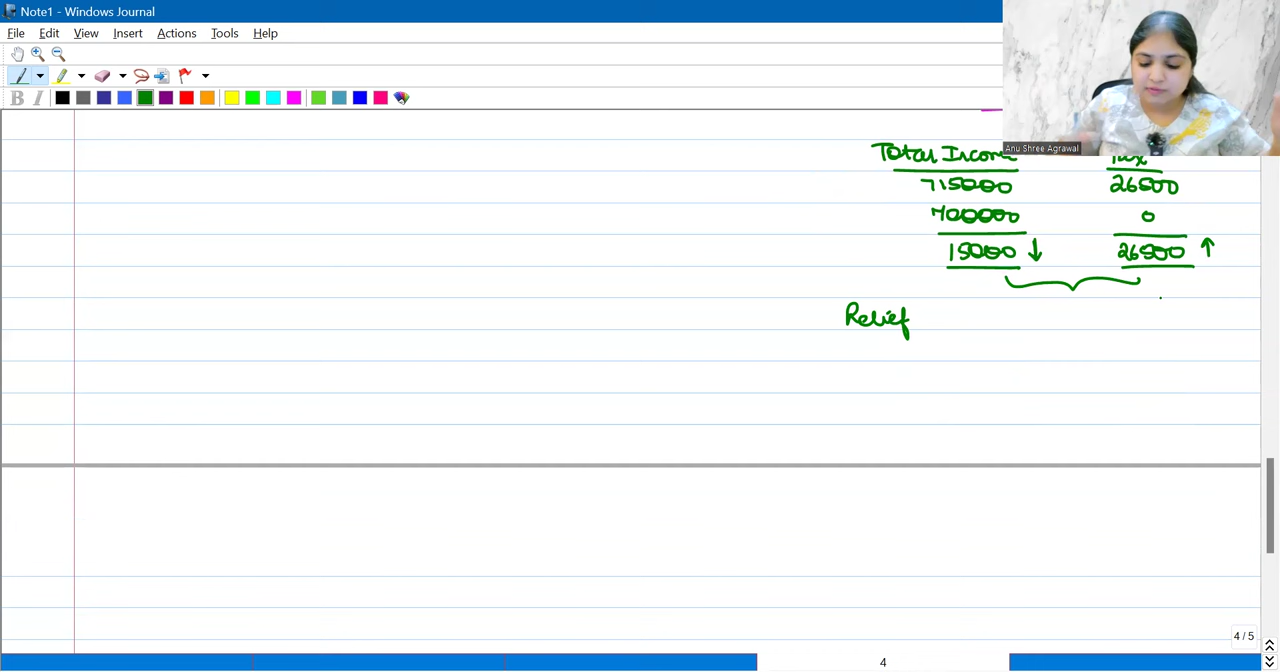 Note1 - Windows Journal
File Edit View Insert Actions Tools Help
B I
Anu Shree Agrawal
Total Income Tax
715000 26500
700000 0
15000 ↓ 26500 ↑
Relief
4 / 5
4